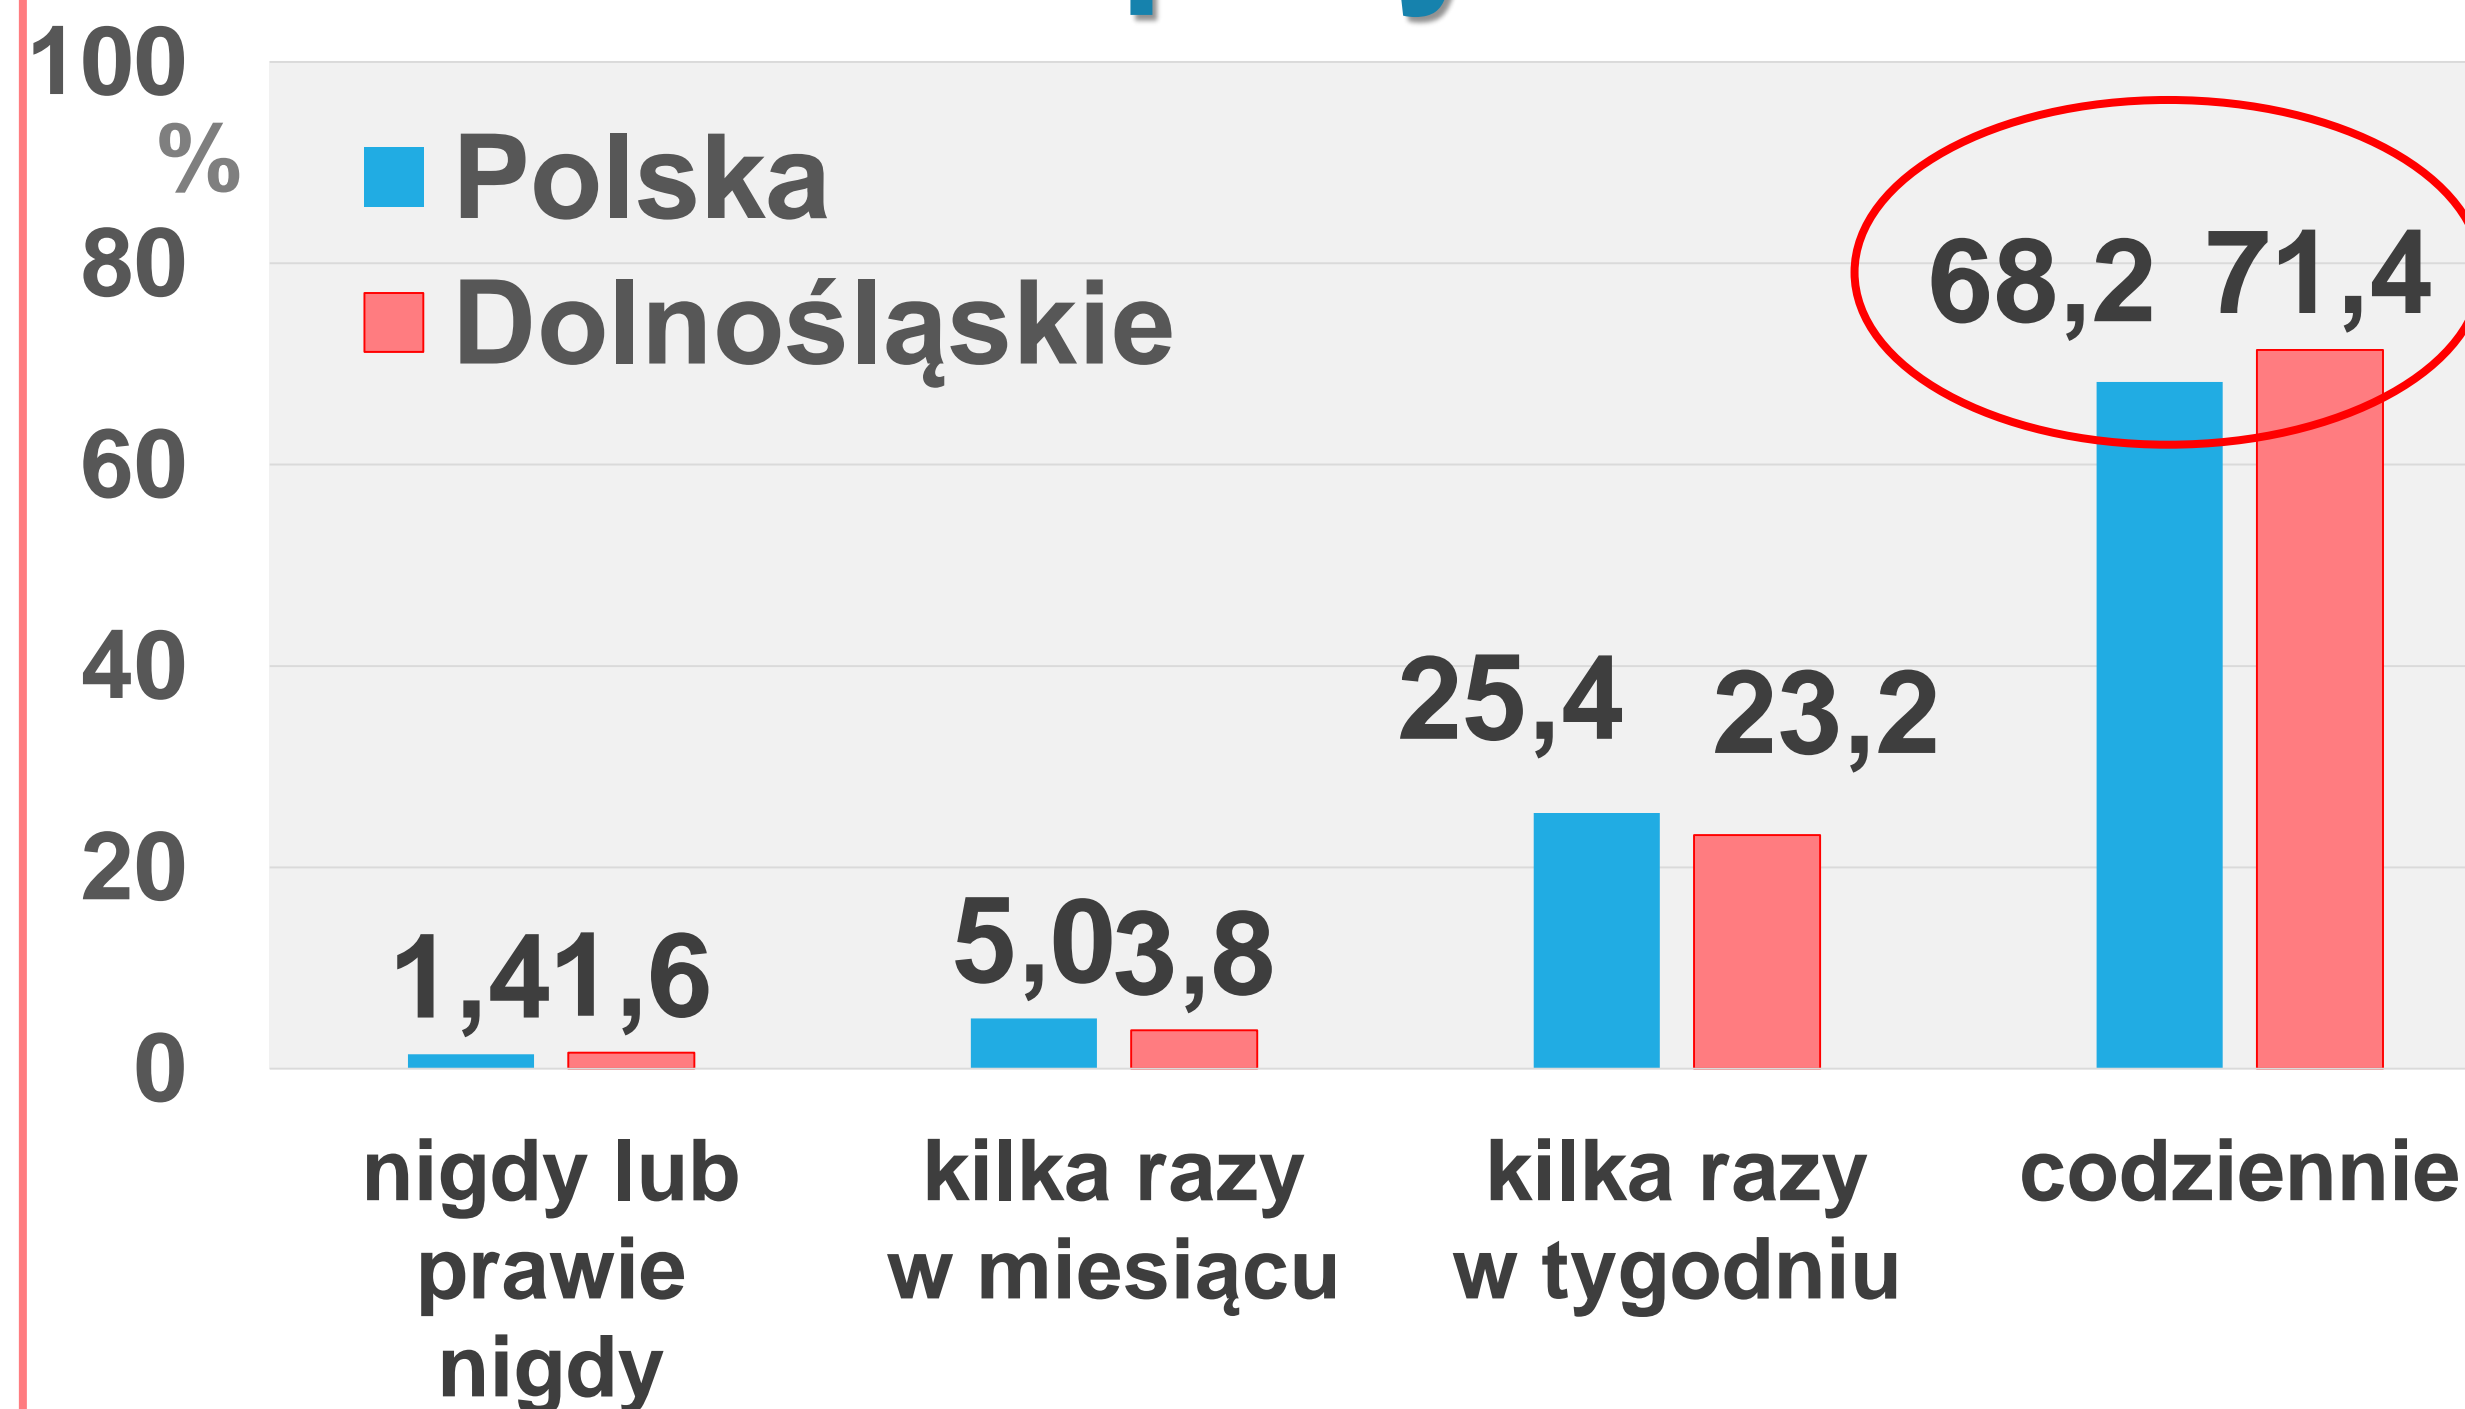 100
%
80
60
40
20
0
Polska
Dolnośląskie
1,4 1,6
5,0 3,8
25,4 23,2
68,2 71,4
nigdy lub
prawie
nigdy
kilka razy
w miesiącu
kilka razy
w tygodniu
codziennie